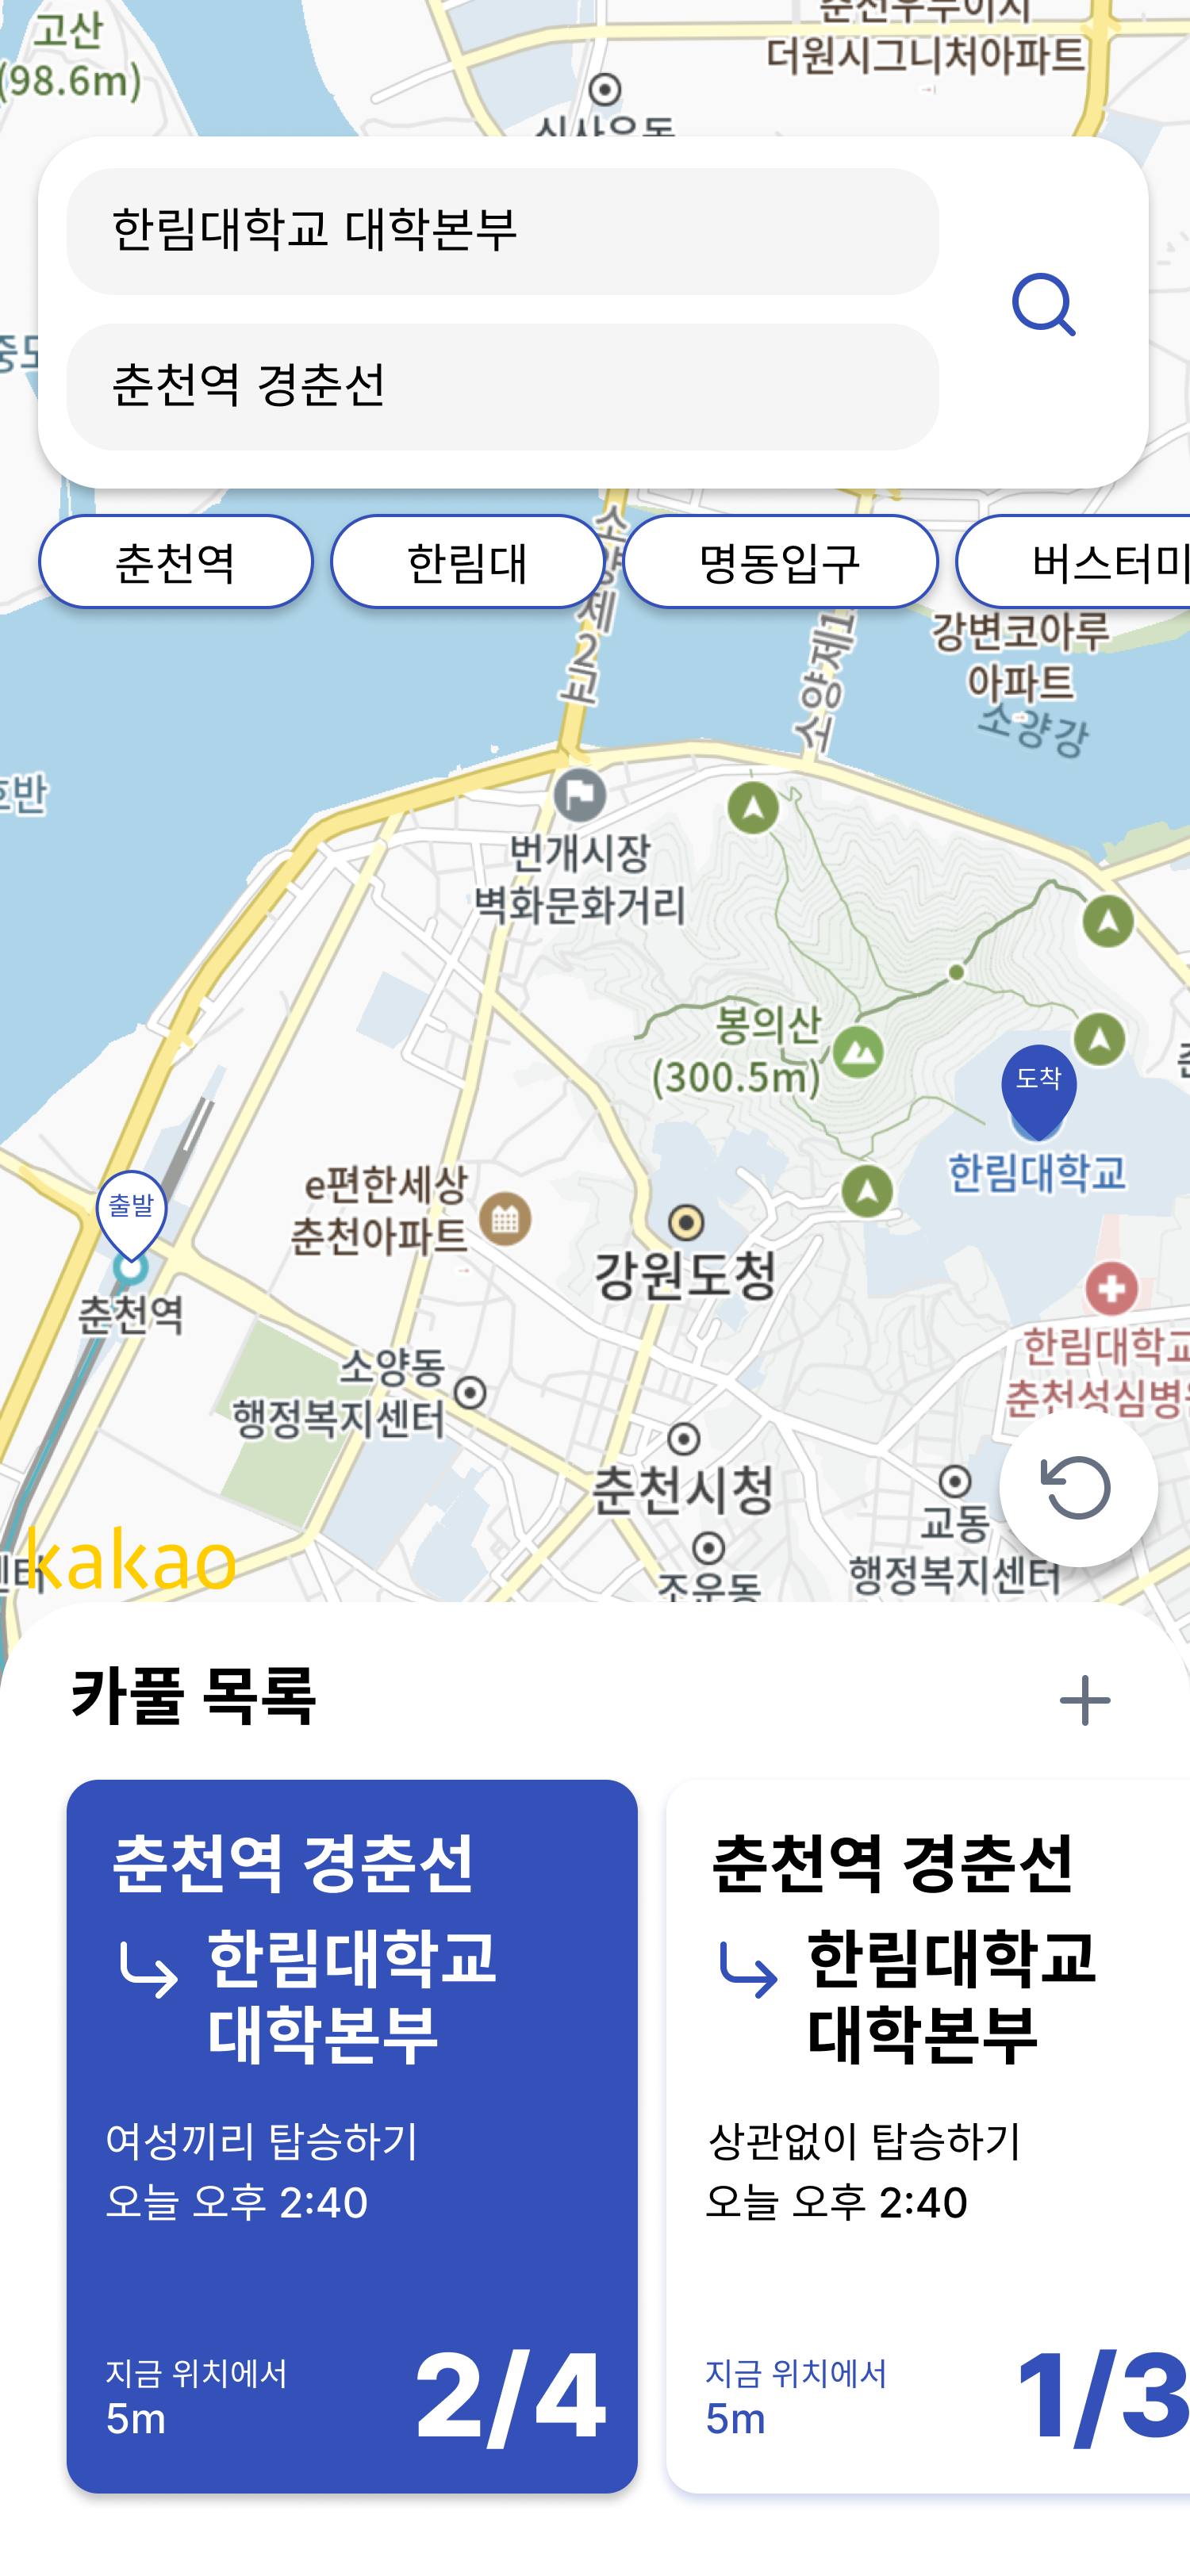 고산
(98.6m)
더원시그니처아파트
한림대학교 대학본부
춘천역 경춘선
춘천역
한림대
명동입구
버스터미
소양제2교
소양제1
강변코아루
아파트
소양강
호반
번개시장
벽화문화거리
봉의산
(300.5m)
도착
한림대학교
출발
춘천역
e편한세상
춘천아파트
강원도청
한림대학교
춘천성심병원
소양동
행정복지센터
춘천시청
교동
행정복지센터
조운동
kakao
카풀 목록
춘천역 경춘선
한림대학교
대학본부
여성끼리 탑승하기
오늘 오후 2:40
지금 위치에서
5m
2/4
춘천역 경춘선
한림대학교
대학본부
상관없이 탑승하기
오늘 오후 2:40
지금 위치에서
5m
1/3